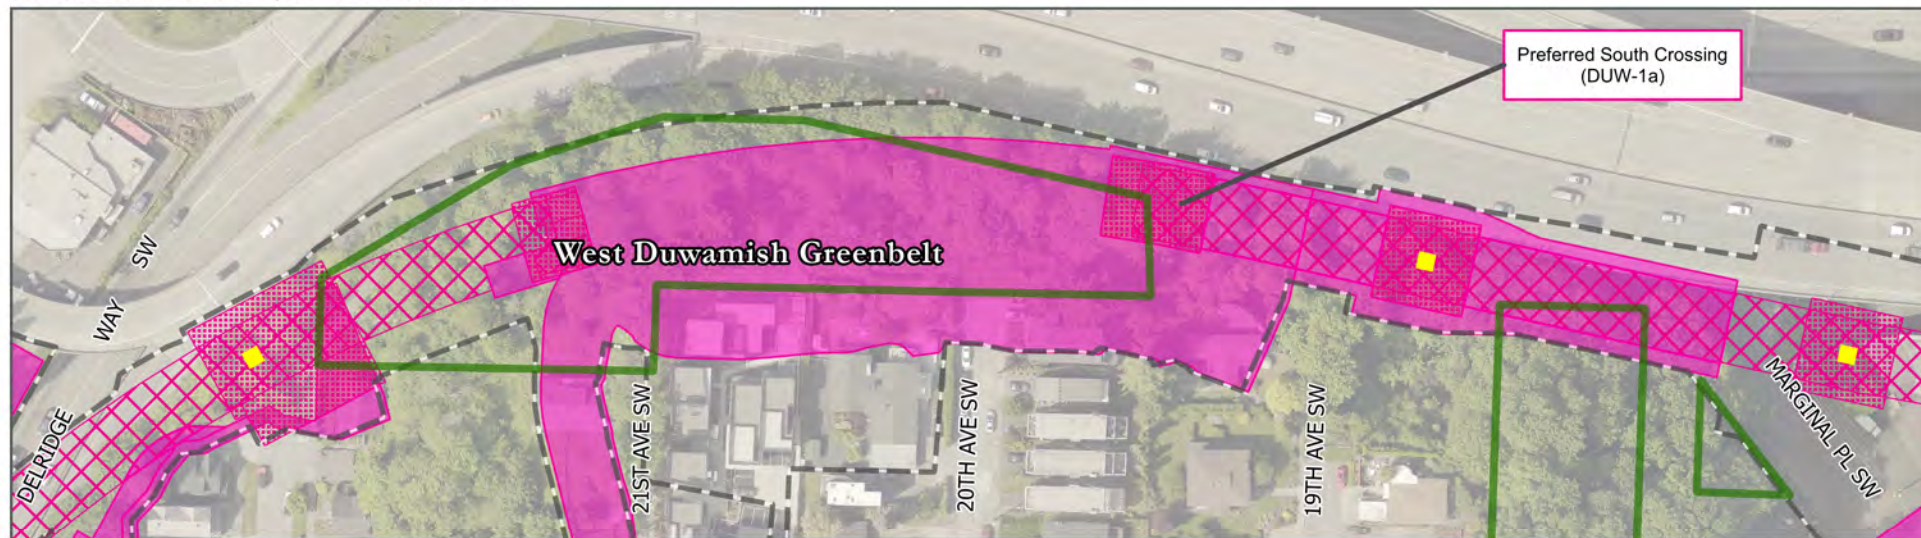 Preferred South Crossing
(DUW-1a)
West Duwamish Greenbelt
DELRIDGE
WAY
SW
21ST AVE SW
20TH AVE SW
19TH AVE SW
MARGINAL PL SW